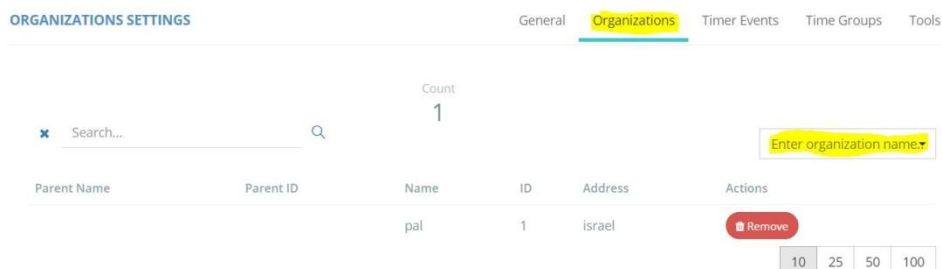 ORGANIZATIONS SETTINGS General Organizations Timer Events Time Groups Tools
Count
1
Search...
Enter organization name..
Parent Name Parent ID Name ID Address Actions
pal 1 israel Remove
10 25 50 100